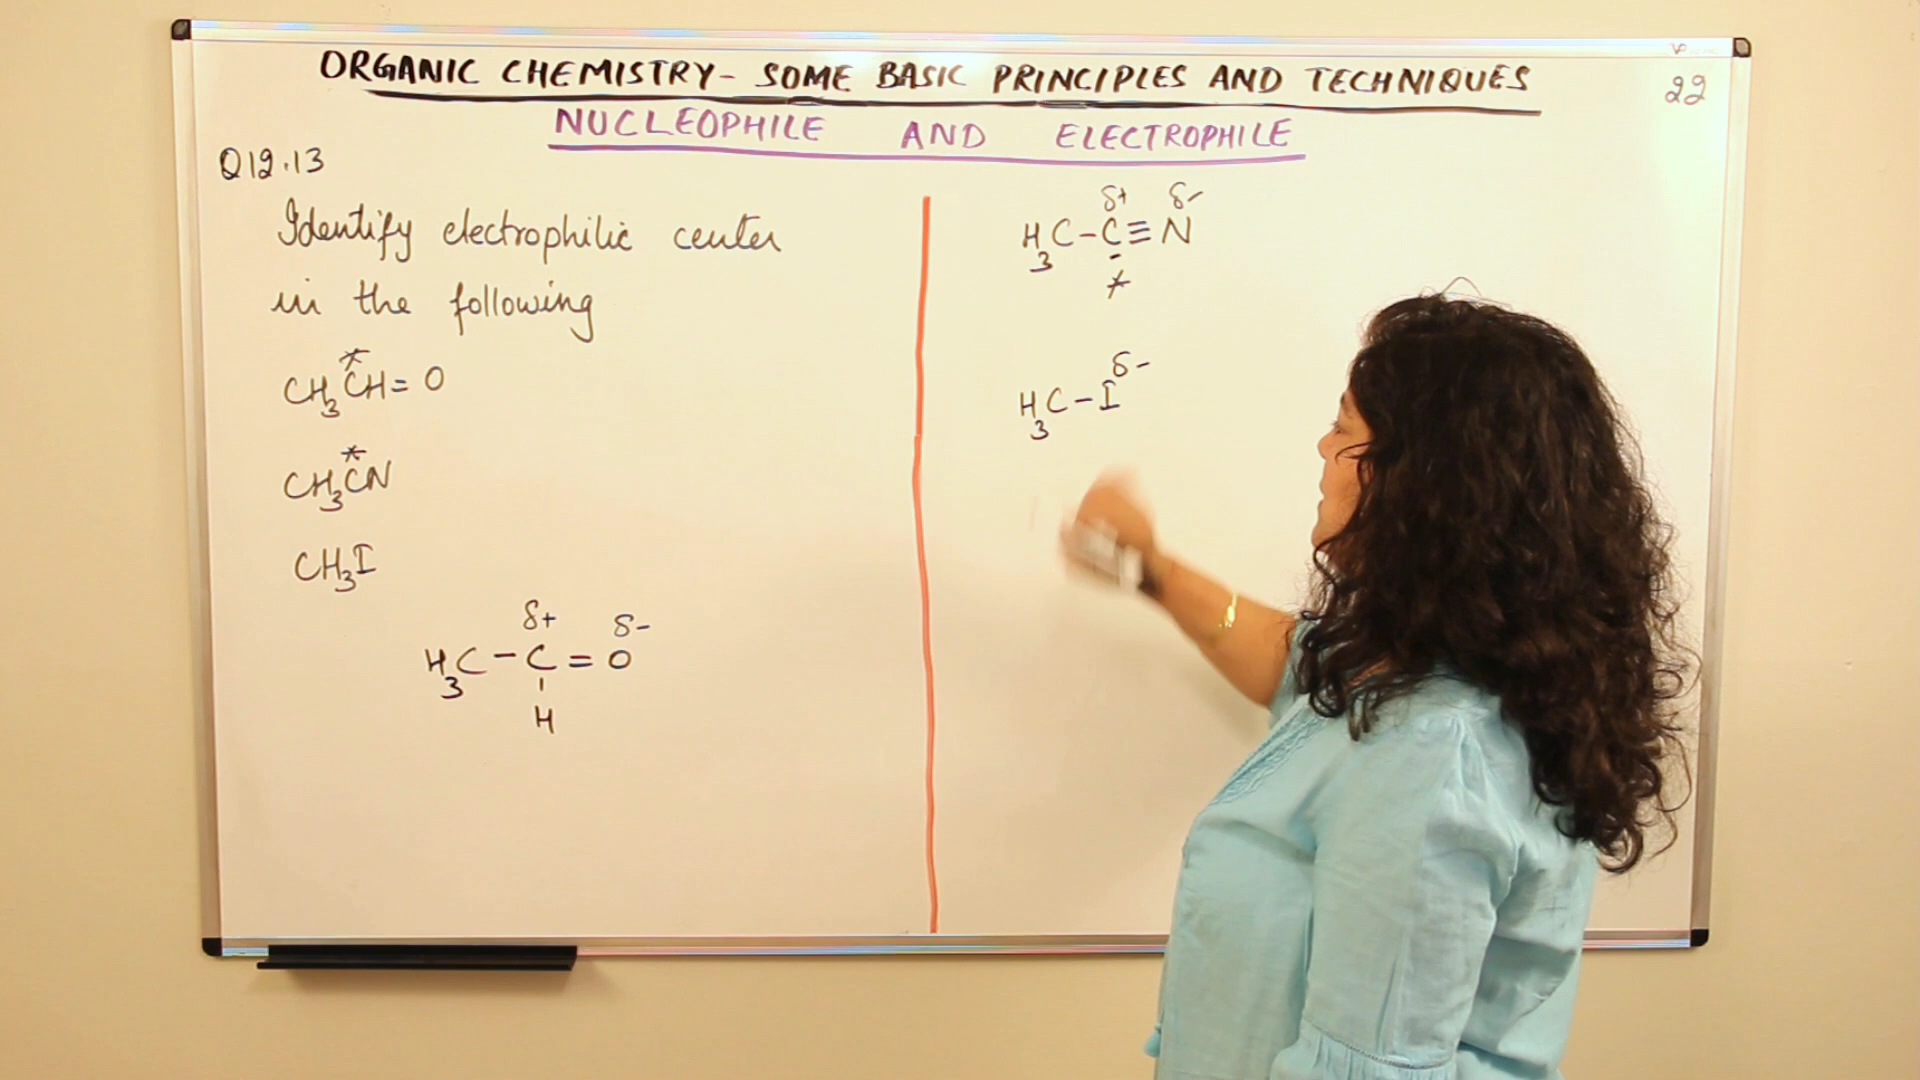 ORGANIC CHEMISTRY- SOME BASIC PRINCIPLES AND TECHNIQUES
22
NUCLEOPHILE AND ELECTROPHILE
Q12.13
Identify electrophilic center
in the following
*
CH₃CH=O
*
CH₃CN
CH₃I
δ+ δ-
H₃C-C=O
H
δ+ δ-
H₃C-C≡N
*
δ-
H₃C-I